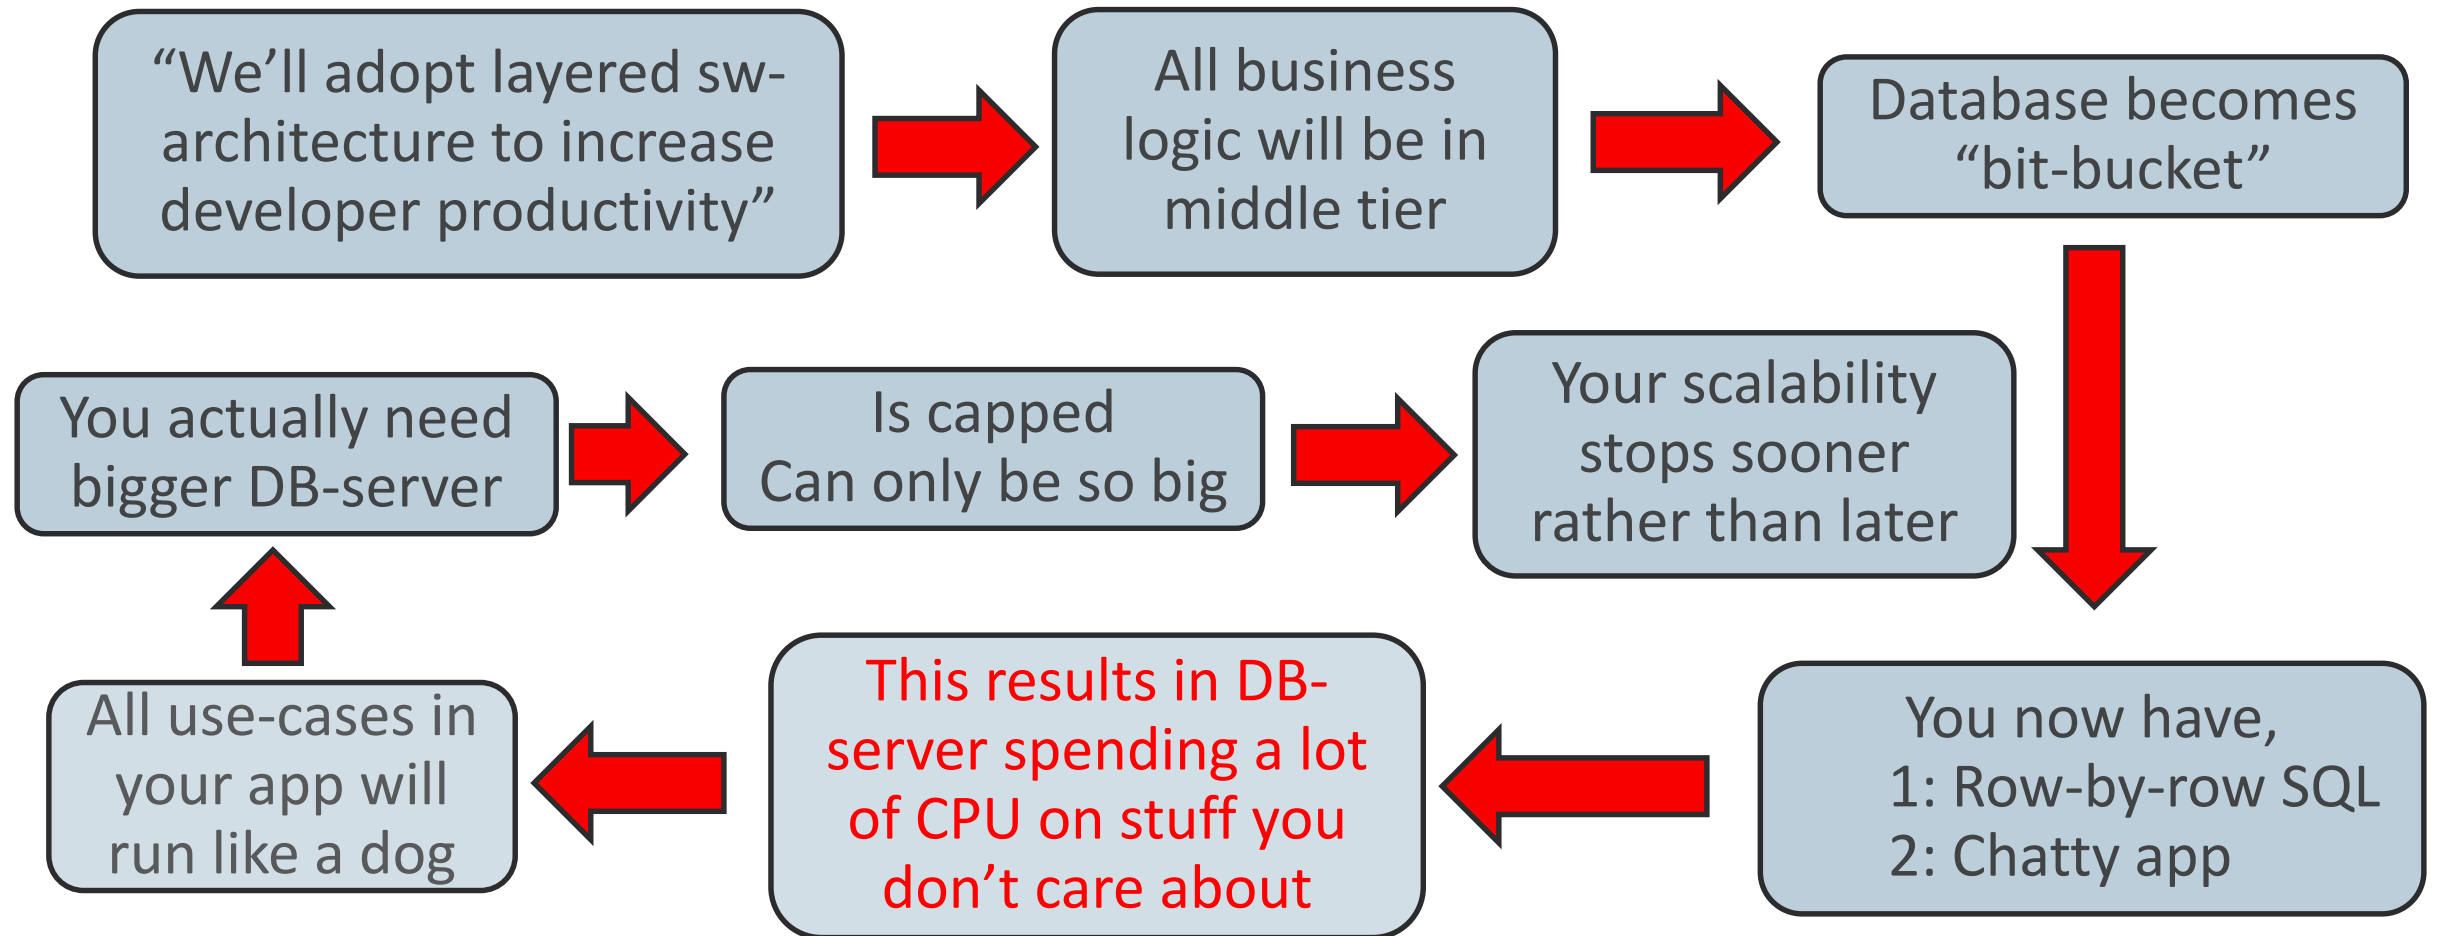 “We’ll adopt layered sw-
architecture to increase
developer productivity”
All business
logic will be in
middle tier
Database becomes
“bit-bucket”
You now have,
1: Row-by-row SQL
2: Chatty app
This results in DB-
server spending a lot
of CPU on stuff you
don’t care about
All use-cases in
your app will
run like a dog
You actually need
bigger DB-server
Is capped
Can only be so big
Your scalability
stops sooner
rather than later